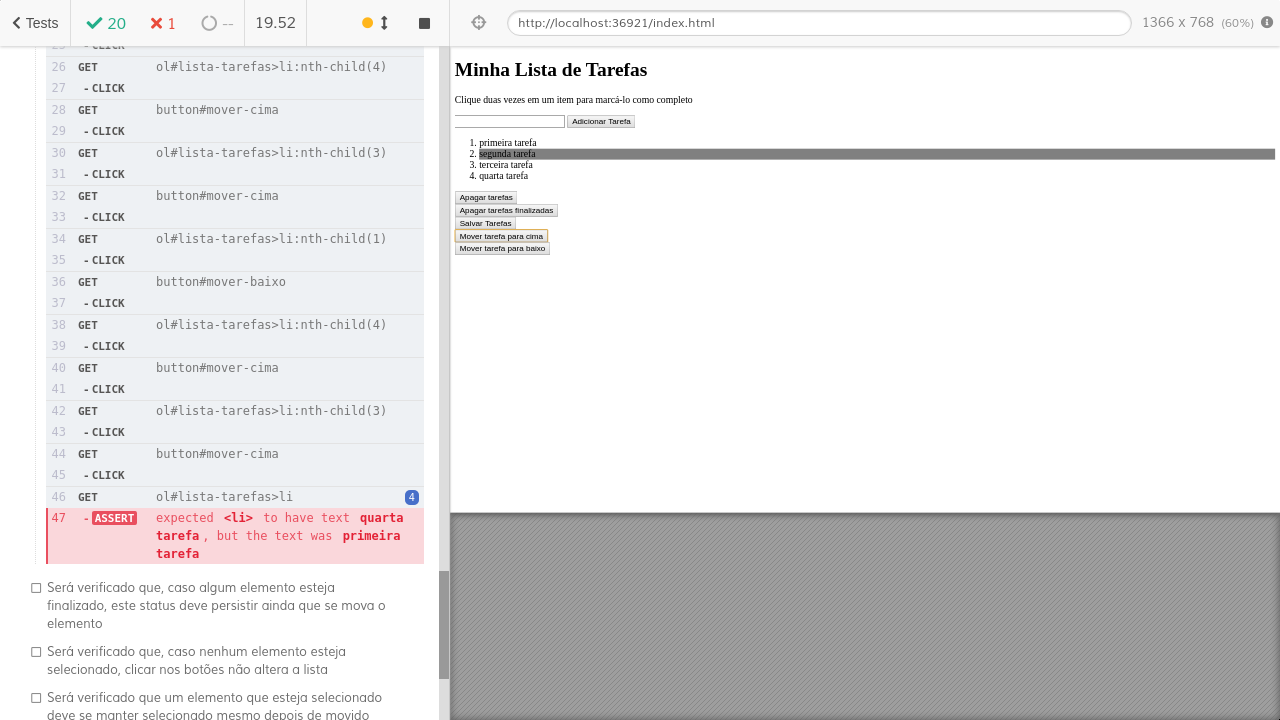 Tests
20
1
--
19.52
http://localhost:36921/index.html
1366 x 768 (60%)
25 - CLICK
26 GET ol#lista-tarefas>li:nth-child(4)
27 - CLICK
28 GET button#mover-cima
29 - CLICK
30 GET ol#lista-tarefas>li:nth-child(3)
31 - CLICK
32 GET button#mover-cima
33 - CLICK
34 GET ol#lista-tarefas>li:nth-child(1)
35 - CLICK
36 GET button#mover-baixo
37 - CLICK
38 GET ol#lista-tarefas>li:nth-child(4)
39 - CLICK
40 GET button#mover-cima
41 - CLICK
42 GET ol#lista-tarefas>li:nth-child(3)
43 - CLICK
44 GET button#mover-cima
45 - CLICK
46 GET ol#lista-tarefas>li 4
47 - ASSERT expected <li> to have text quarta
tarefa , but the text was primeira
tarefa
Será verificado que, caso algum elemento esteja
finalizado, este status deve persistir ainda que se mova o
elemento
Será verificado que, caso nenhum elemento esteja
selecionado, clicar nos botões não altera a lista
Será verificado que um elemento que esteja selecionado
deve se manter selecionado mesmo depois de movido
Minha Lista de Tarefas
Clique duas vezes em um item para marcá-lo como completo
Adicionar Tarefa
1. primeira tarefa
2. segunda tarefa
3. terceira tarefa
4. quarta tarefa
Apagar tarefas
Apagar tarefas finalizadas
Salvar Tarefas
Mover tarefa para cima
Mover tarefa para baixo